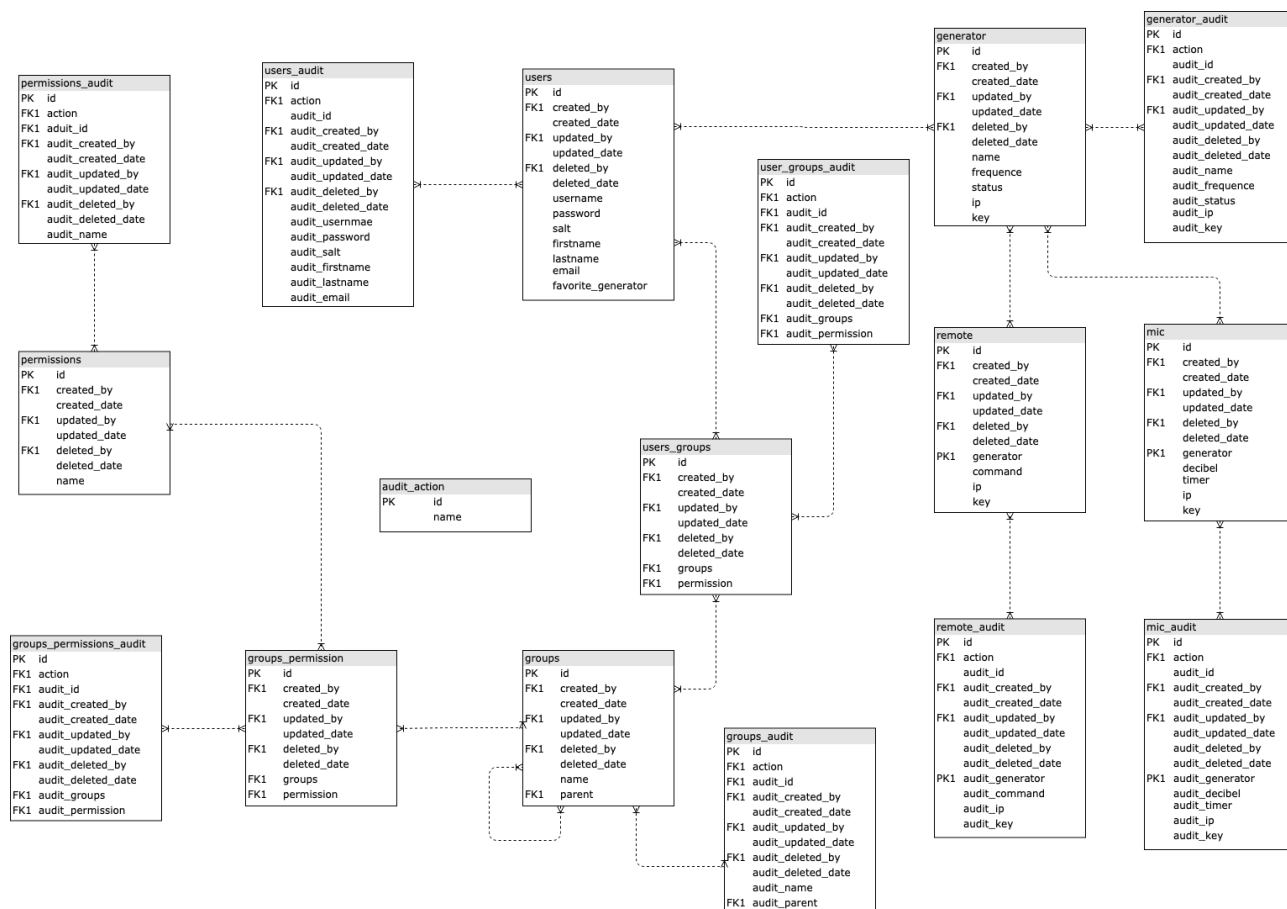 permissions_audit
PK id
FK1 action
FK1 aduit_id
FK1 audit_created_by
audit_created_date
FK1 audit_updated_by
audit_updated_date
FK1 audit_deleted_by
audit_deleted_date
audit_name
users_audit
PK id
FK1 action
audit_id
FK1 audit_created_by
audit_created_date
FK1 audit_updated_by
audit_updated_date
FK1 audit_deleted_by
audit_deleted_date
audit_usernmae
audit_password
audit_salt
audit_firstname
audit_lastname
audit_email
users
PK id
FK1 created_by
created_date
FK1 updated_by
updated_date
FK1 deleted_by
deleted_date
username
password
salt
firstname
lastname
email
favorite_generator
user_groups_audit
PK id
FK1 action
FK1 audit_id
FK1 audit_created_by
audit_created_date
FK1 audit_updated_by
audit_updated_date
FK1 audit_deleted_by
audit_deleted_date
FK1 audit_groups
FK1 audit_permission
generator
PK id
FK1 created_by
created_date
FK1 updated_by
updated_date
FK1 deleted_by
deleted_date
name
frequence
status
ip
key
generator_audit
PK id
FK1 action
audit_id
FK1 audit_created_by
audit_created_date
FK1 audit_updated_by
audit_updated_date
FK1 audit_deleted_by
audit_deleted_date
audit_name
audit_frequence
audit_status
audit_ip
audit_key
permissions
PK id
FK1 created_by
created_date
FK1 updated_by
updated_date
FK1 deleted_by
deleted_date
name
audit_action
PK id
name
users_groups
PK id
FK1 created_by
created_date
FK1 updated_by
updated_date
FK1 deleted_by
deleted_date
FK1 groups
FK1 permission
remote
PK id
FK1 created_by
created_date
FK1 updated_by
updated_date
FK1 deleted_by
deleted_date
PK1 generator
command
ip
key
mic
PK id
FK1 created_by
created_date
FK1 updated_by
updated_date
FK1 deleted_by
deleted_date
PK1 generator
decibel
timer
ip
key
groups_permissions_audit
PK id
FK1 action
FK1 audit_id
FK1 audit_created_by
audit_created_date
FK1 audit_updated_by
audit_updated_date
FK1 audit_deleted_by
audit_deleted_date
FK1 audit_groups
FK1 audit_permission
groups_permission
PK id
FK1 created_by
created_date
FK1 updated_by
updated_date
FK1 deleted_by
deleted_date
FK1 groups
FK1 permission
groups
PK id
FK1 created_by
created_date
FK1 updated_by
updated_date
FK1 deleted_by
deleted_date
name
FK1 parent
groups_audit
PK id
FK1 action
FK1 audit_id
FK1 audit_created_by
audit_created_date
FK1 audit_updated_by
audit_updated_date
FK1 audit_deleted_by
audit_deleted_date
audit_name
FK1 audit_parent
remote_audit
PK id
FK1 action
audit_id
FK1 audit_created_by
audit_created_date
FK1 audit_updated_by
audit_updated_date
FK1 audit_deleted_by
audit_deleted_date
PK1 audit_generator
audit_command
audit_ip
audit_key
mic_audit
PK id
FK1 action
audit_id
FK1 audit_created_by
audit_created_date
FK1 audit_updated_by
audit_updated_date
FK1 audit_deleted_by
audit_deleted_date
PK1 audit_generator
audit_decibel
audit_timer
audit_ip
audit_key